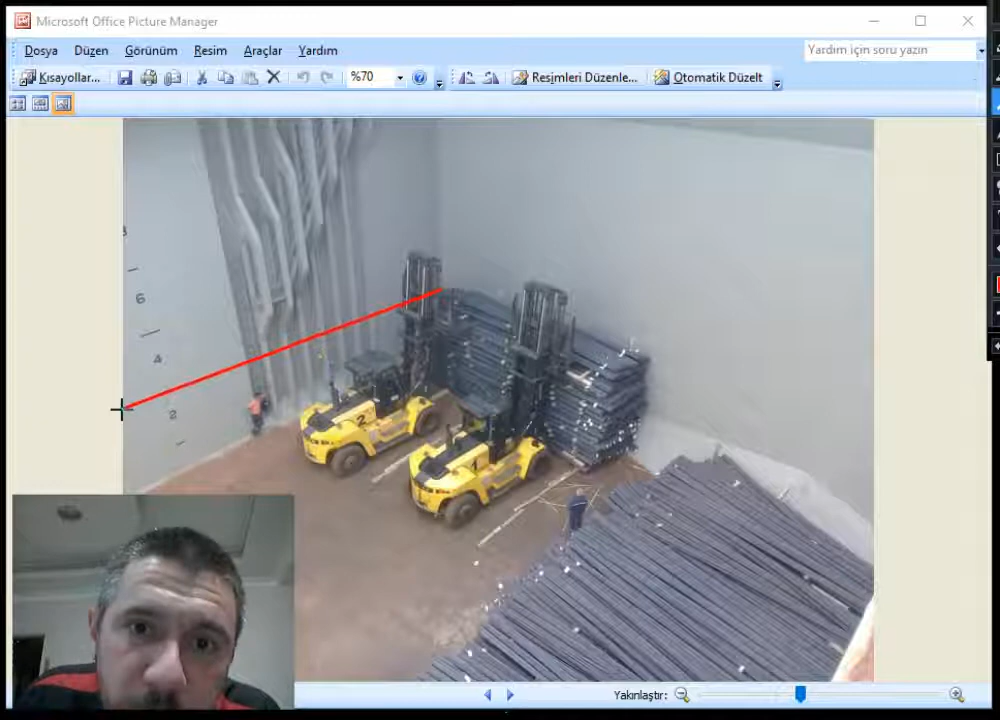 Microsoft Office Picture Manager
Dosya Düzen Görünüm Resim Araçlar Yardım
Yardım için soru yazın
Kısayollar... %70 Resimleri Düzenle... Otomatik Düzelt
8
6
4
2
2
1
Yakınlaştır: